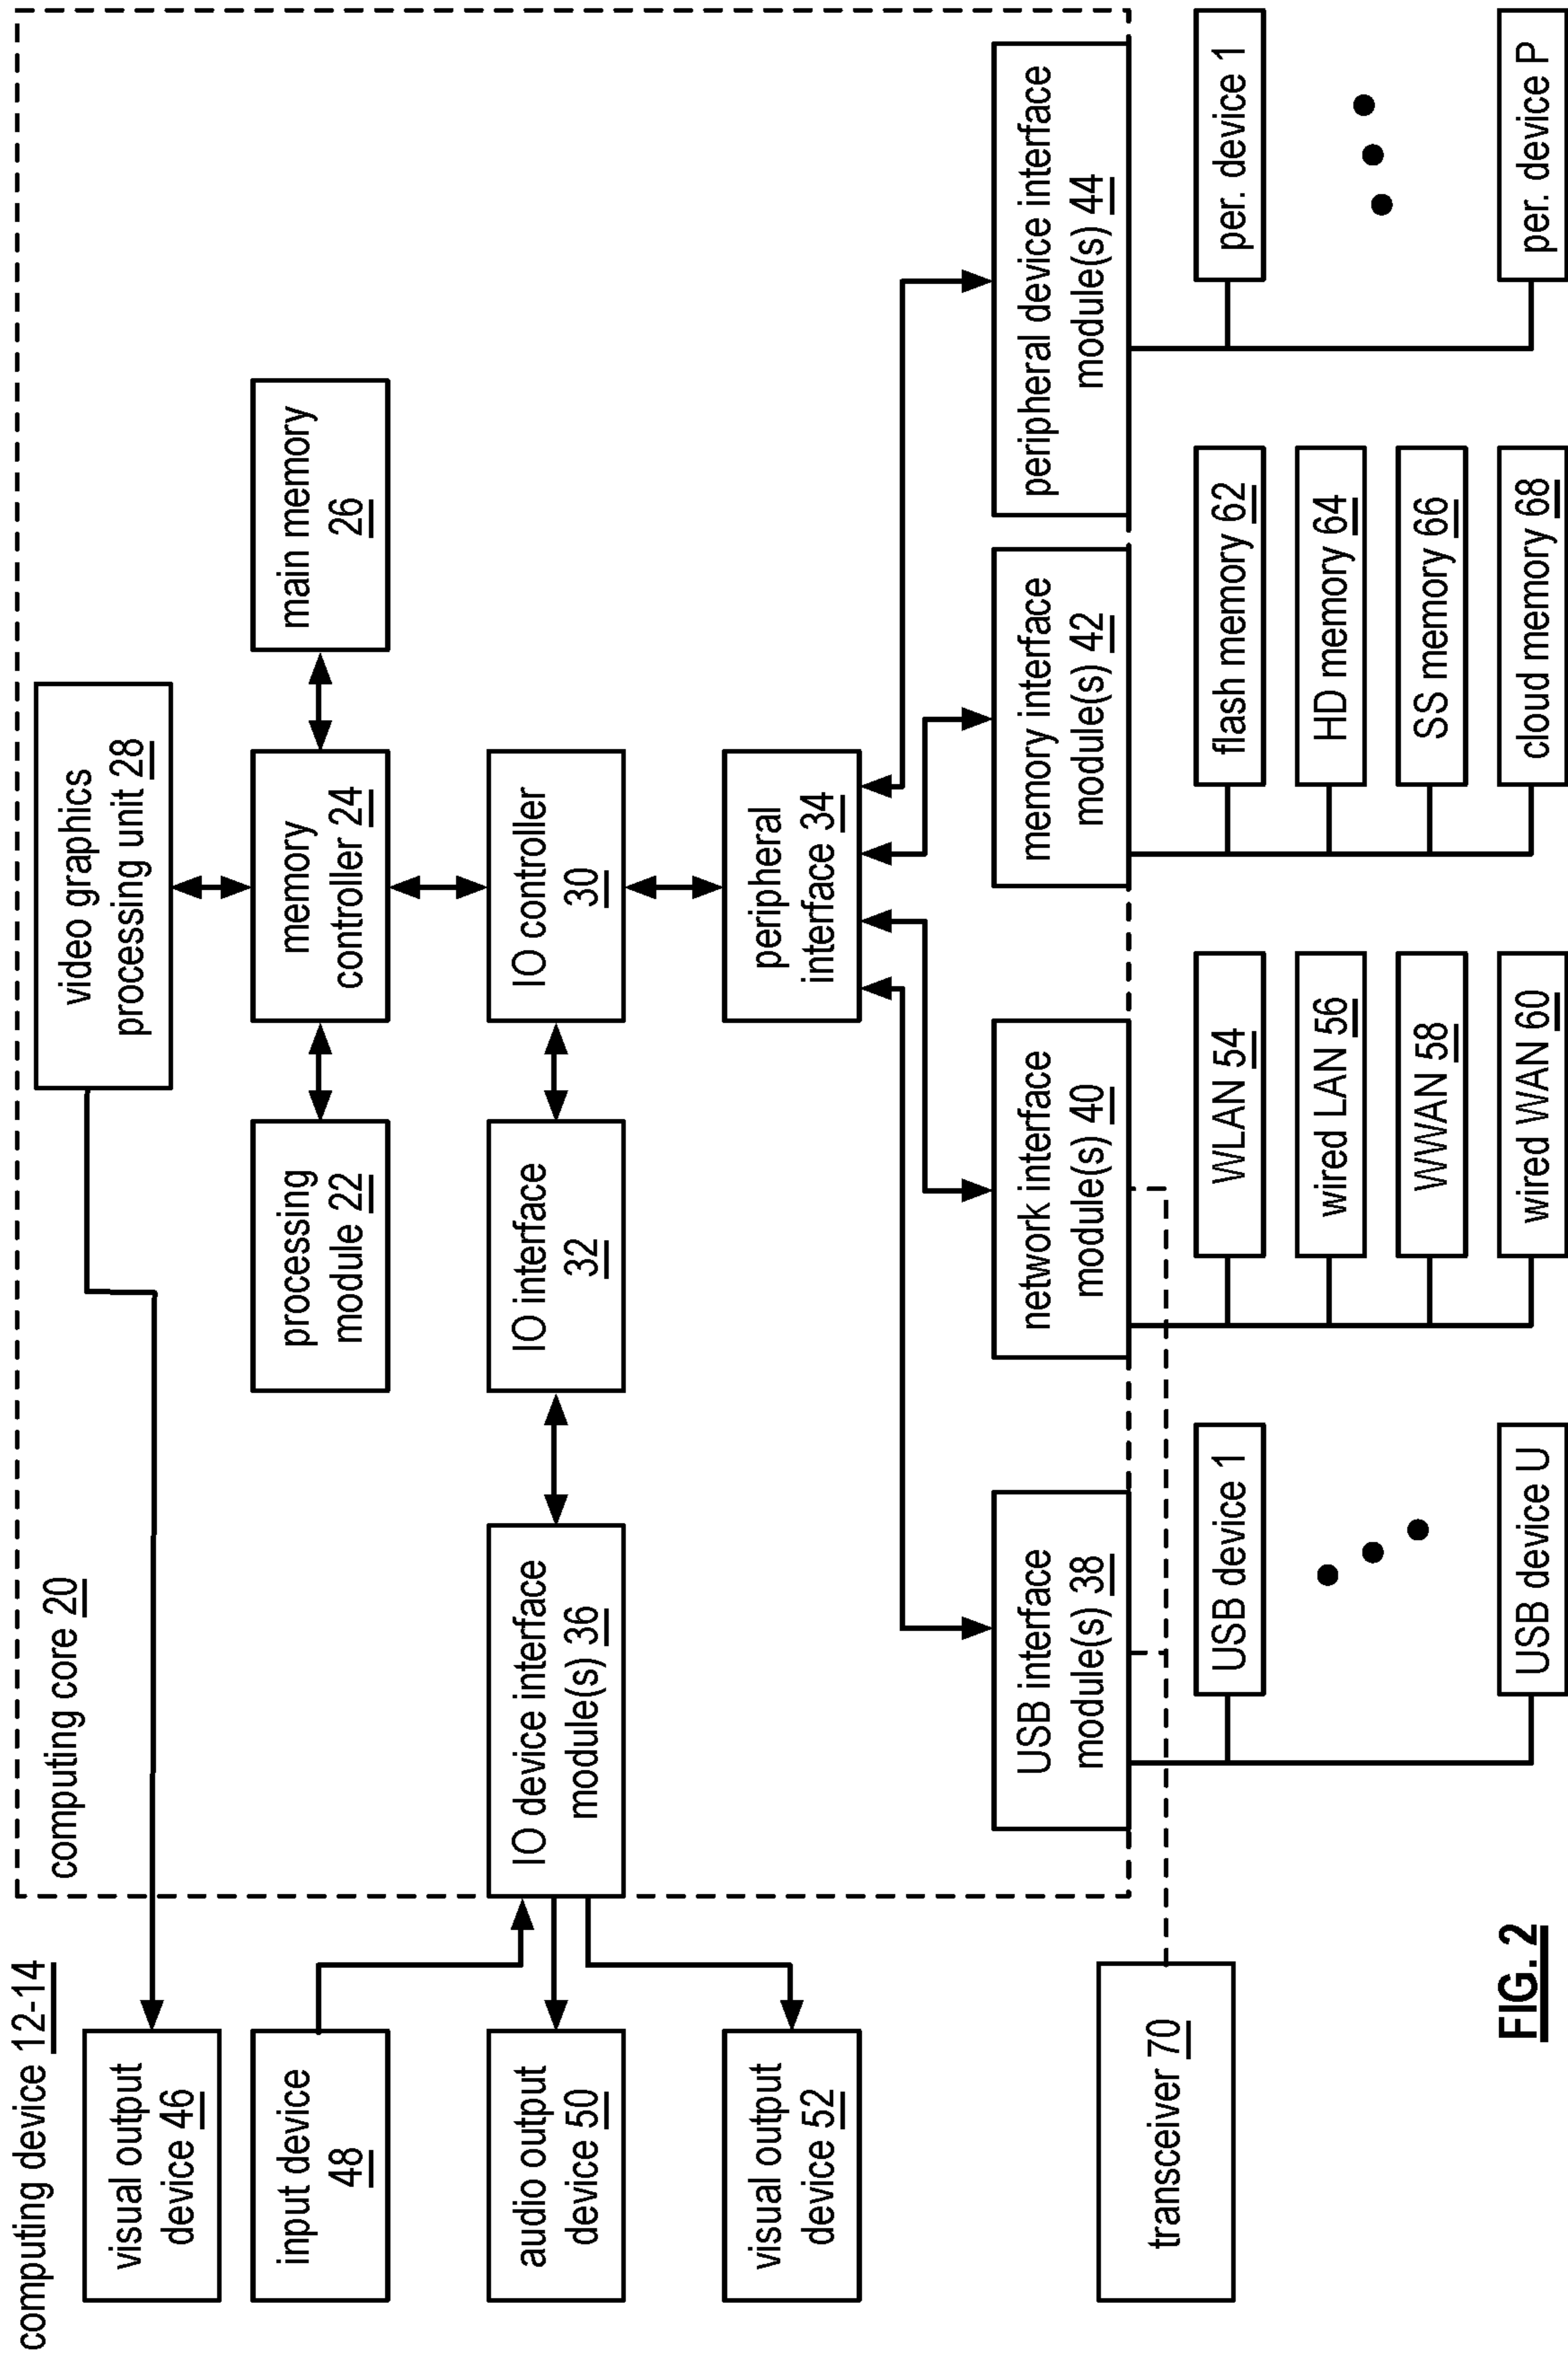 computing device 12-14
computing core 20
visual output
device 46
video graphics
processing unit 28
input device
48
processing
module 22
memory
controller 24
main memory
26
audio output
device 50
IO device interface
module(s) 36
IO interface
32
IO controller
30
visual output
device 52
peripheral
interface 34
transceiver 70
USB interface
module(s) 38
network interface
module(s) 40
memory interface
module(s) 42
peripheral device interface
module(s) 44
USB device 1
USB device U
WLAN 54
wired LAN 56
WWAN 58
wired WAN 60
flash memory 62
HD memory 64
SS memory 66
cloud memory 68
per. device 1
per. device P
FIG. 2